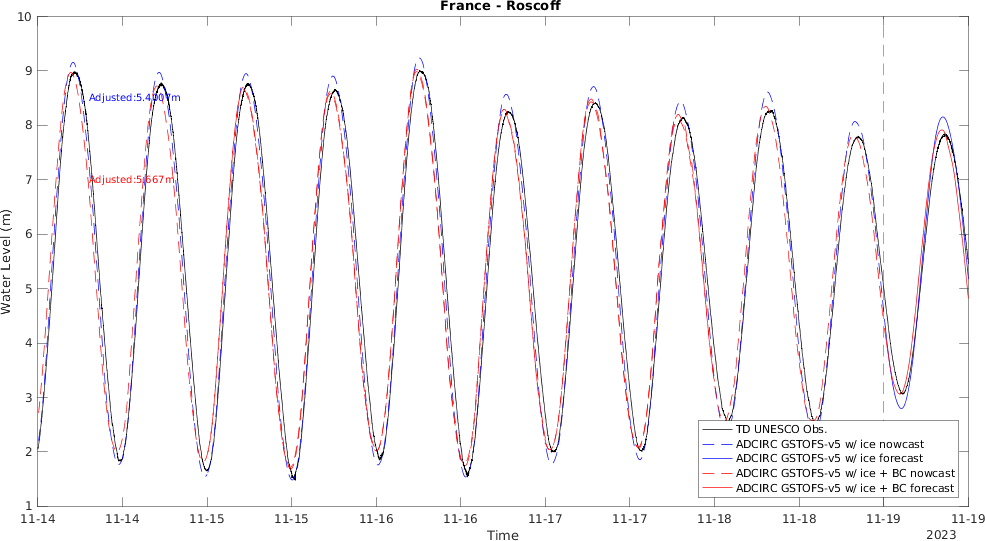 France - Roscoff
10
9
8
7
6
5
4
3
2
1
Water Level (m)
Adjusted:5.4007m
Adjusted:5.667m
TD UNESCO Obs.
ADCIRC GSTOFS-v5 w/ ice nowcast
ADCIRC GSTOFS-v5 w/ ice forecast
ADCIRC GSTOFS-v5 w/ ice + BC nowcast
ADCIRC GSTOFS-v5 w/ ice + BC forecast
11-14 11-14 11-15 11-15 11-16 11-16 11-17 11-17 11-18 11-18 11-19 11-19
Time
2023